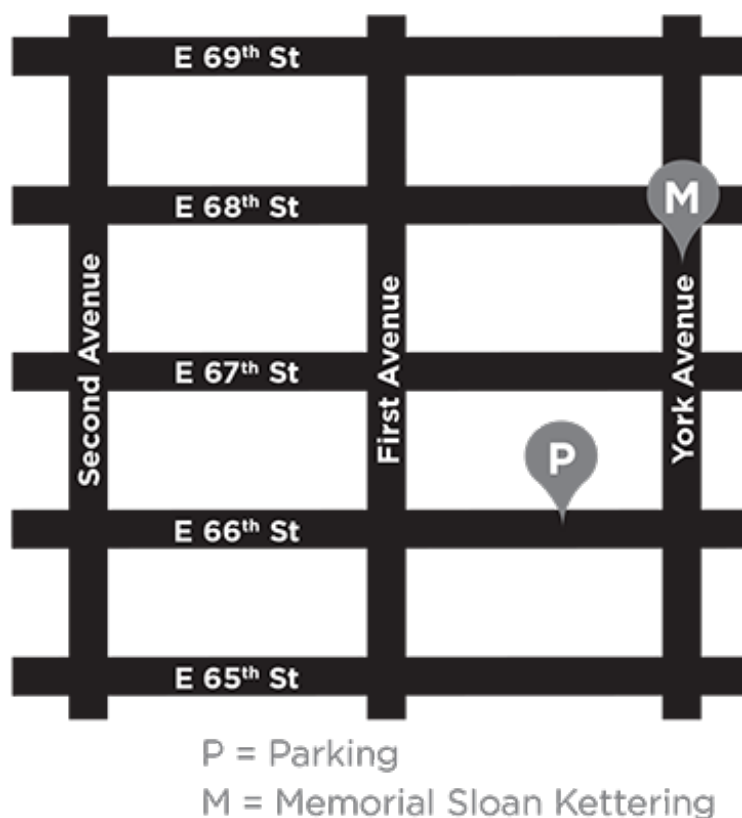 E 69th St
E 68th St
M
Second Avenue
First Avenue
York Avenue
E 67th St
P
E 66th St
E 65th St
P = Parking
M = Memorial Sloan Kettering